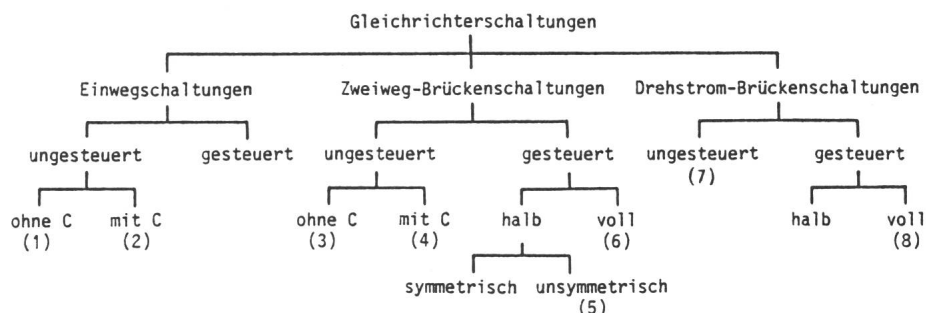 Gleichrichterschaltungen
Einwegschaltungen Zweiweg-Brückenschaltungen Drehstrom-Brückenschaltungen
ungesteuert gesteuert ungesteuert gesteuert ungesteuert gesteuert
(7)
ohne C mit C ohne C mit C halb voll halb voll
(1) (2) (3) (4) (6) (8)
symmetrisch unsymmetrisch
(5)